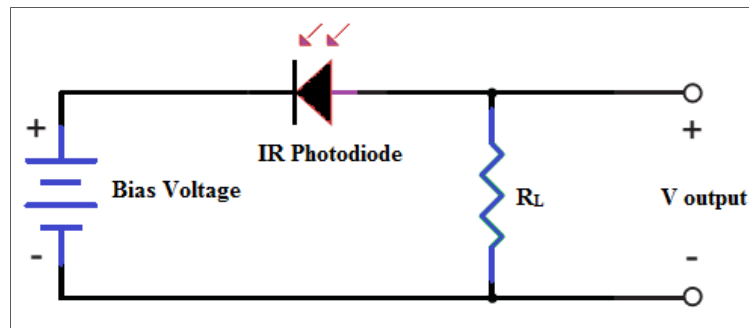 IR Photodiode
+
Bias Voltage
-
RL
+
V output
-